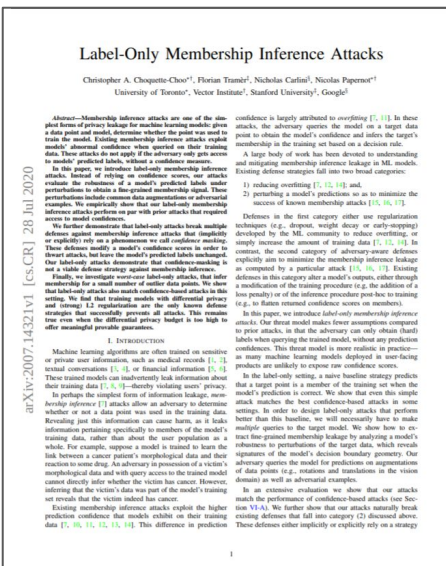 Label-Only Membership Inference Attacks
Christopher A. Choquette-Choo*†, Florian Tramèr‡, Nicholas Carlini§, Nicolas Papernot*†
University of Toronto*, Vector Institute†, Stanford University‡, Google§
arXiv:2007.14321v1 [cs.CR] 28 Jul 2020
Abstract—Membership inference attacks are one of the sim-
plest forms of privacy leakage for machine learning models: given
a data point and model, determine whether the point was used to
train the model. Existing membership inference attacks exploit
models' abnormal confidence when queried on their training
data. These attacks do not apply if the adversary only gets access
to models' predicted labels, without a confidence measure.
In this paper, we introduce label-only membership inference
attacks. Instead of relying on confidence scores, our attacks
evaluate the robustness of a model's predicted labels under
perturbations to obtain a fine-grained membership signal. These
perturbations include common data augmentations or adversarial
examples. We empirically show that our label-only membership
inference attacks perform on par with prior attacks that required
access to model confidences.
We further demonstrate that label-only attacks break multiple
defenses against membership inference attacks that (implicitly
or explicitly) rely on a phenomenon we call confidence masking.
These defenses modify a model's confidence scores in order to
thwart attacks, but leave the model's predicted labels unchanged.
Our label-only attacks demonstrate that confidence-masking is
not a viable defense strategy against membership inference.
Finally, we investigate worst-case label-only attacks, that infer
membership for a small number of outlier data points. We show
that label-only attacks also match confidence-based attacks in this
setting. We find that training models with differential privacy
and (strong) L2 regularization are the only known defense
strategies that successfully prevents all attacks. This remains
true even when the differential privacy budget is too high to
offer meaningful provable guarantees.
I. INTRODUCTION
Machine learning algorithms are often trained on sensitive
or private user information, such as medical records [1, 2],
textual conversations [3, 4], or financial information [5, 6].
These trained models can inadvertently leak information about
their training data [7, 8, 9]—thereby violating users' privacy.
In perhaps the simplest form of information leakage, mem-
bership inference [7] attacks allow an adversary to determine
whether or not a data point was used in the training data.
Revealing just this information can cause harm, as it leaks
information pertaining specifically to members of the model's
training data, rather than about the user population as a
whole. For example, suppose a model is trained to learn the
link between a cancer patient's morphological data and their
reaction to some drug. An adversary in possession of a victim's
morphological data and with query access to the trained model
cannot directly infer whether the victim has cancer. However,
inferring that the victim's data was part of the model's training
set reveals that the victim indeed has cancer.
Existing membership inference attacks exploit the higher
prediction confidence that models exhibit on their training
data [7, 10, 11, 12, 13, 14]. This difference in prediction
confidence is largely attributed to overfitting [7, 11]. In these
attacks, the adversary queries the model on a target data
point to obtain the model's confidence and infers the target's
membership in the training set based on a decision rule.
A large body of work has been devoted to understanding
and mitigating membership inference leakage in ML models.
Existing defense strategies fall into two broad categories:
1) reducing overfitting [7, 12, 14]; and,
2) perturbing a model's predictions so as to minimize the
success of known membership attacks [15, 16, 17].
Defenses in the first category either use regularization
techniques (e.g., dropout, weight decay or early-stopping)
developed by the ML community to reduce overfitting, or
simply increase the amount of training data [7, 12, 14]. In
contrast, the second category of adversary-aware defenses
explicitly aim to minimize the membership inference leakage
as computed by a particular attack [15, 16, 17]. Existing
defenses in this category alter a model's outputs, either through
a modification of the training procedure (e.g, the addition of a
loss penalty) or of the inference procedure post-hoc to training
(e.g., to flatten returned confidence scores on members).
In this paper, we introduce label-only membership inference
attacks. Our threat model makes fewer assumptions compared
to prior attacks, in that the adversary can only obtain (hard)
labels when querying the trained model, without any prediction
confidences. This threat model is more realistic in practice—
as many machine learning models deployed in user-facing
products are unlikely to expose raw confidence scores.
In the label-only setting, a naive baseline strategy predicts
that a target point is a member of the training set when the
model's prediction is correct. We show that even this simple
attack matches the best confidence-based attacks in some
settings. In order to design label-only attacks that perform
better than this baseline, we will necessarily have to make
multiple queries to the target model. We show how to ex-
tract fine-grained membership leakage by analyzing a model's
robustness to perturbations of the target data, which reveals
signatures of the model's decision boundary geometry. Our
adversary queries the model for predictions on augmentations
of data points (e.g., rotations and translations in the vision
domain) as well as adversarial examples.
In an extensive evaluation we show that our attacks
match the performance of confidence-based attacks (see Sec-
tion VI-A). We further show that our attacks naturally break
existing defenses that fall into category (2) discussed above.
These defenses either implicitly or explicitly rely on a strategy
1